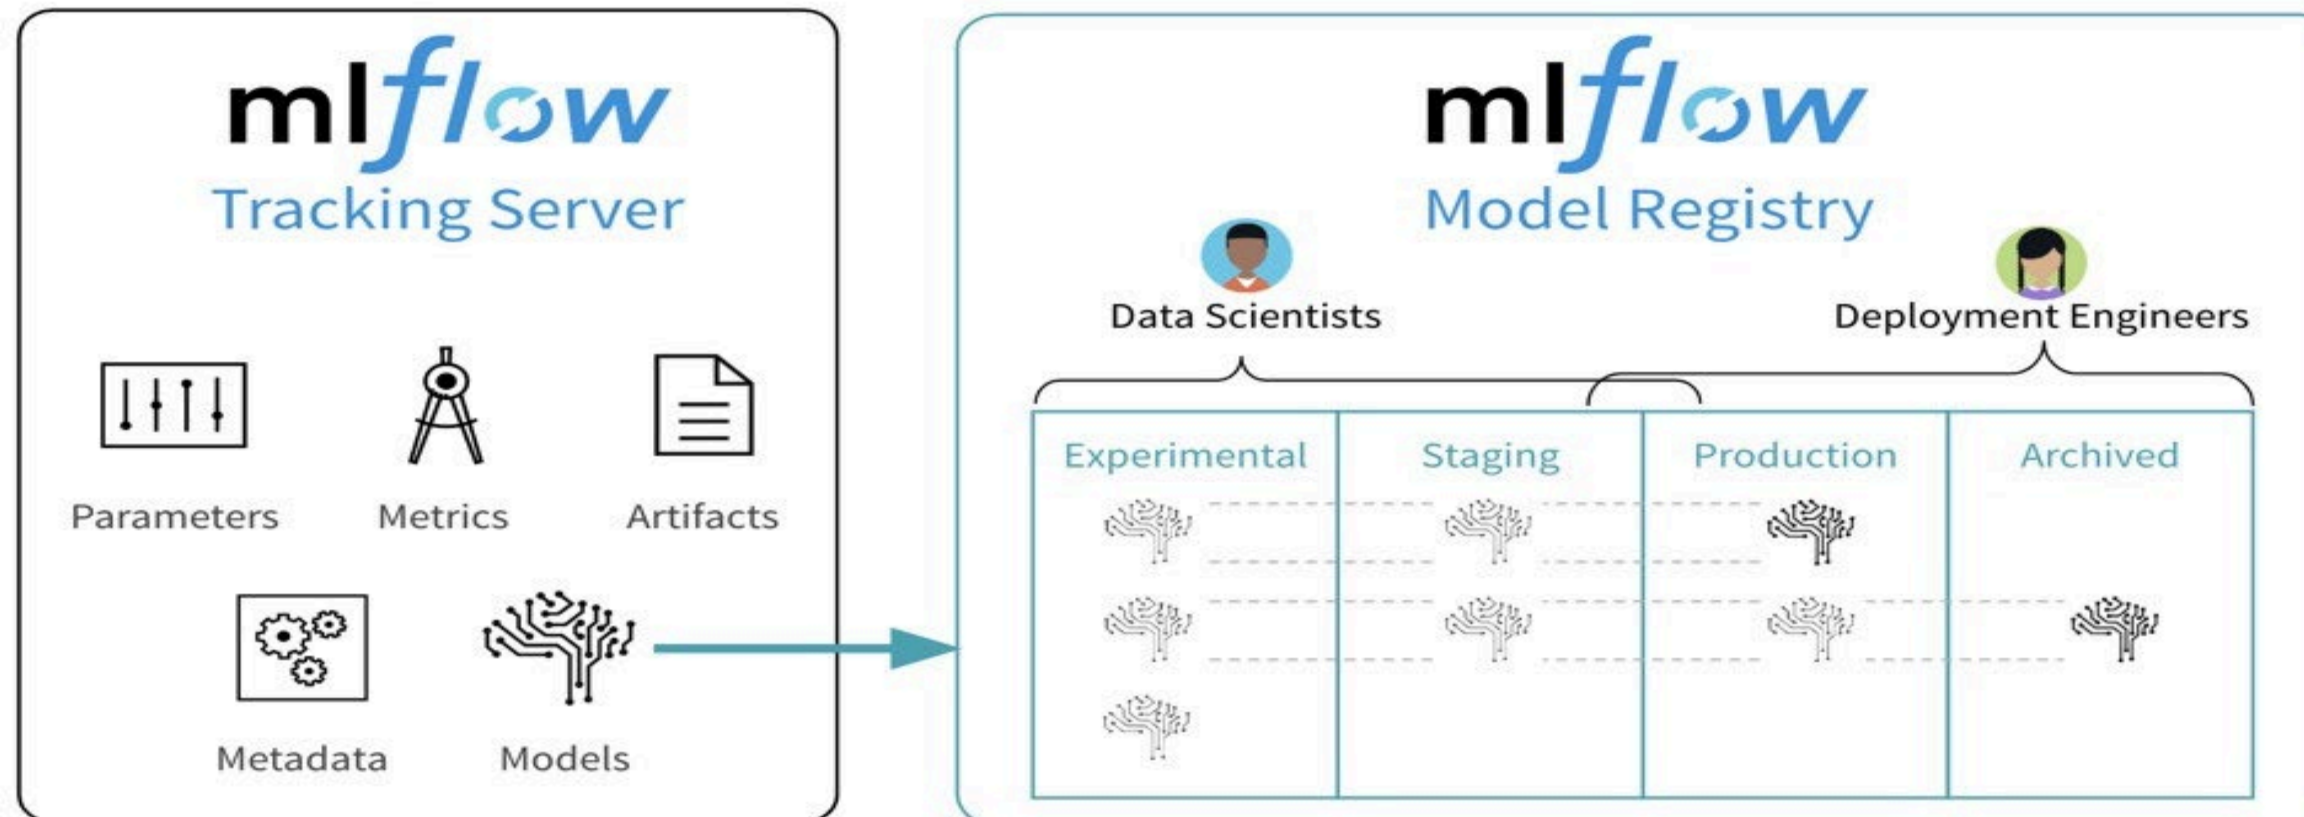 mlflow
Tracking Server
Parameters
Metrics
Artifacts
Metadata
Models
mlflow
Model Registry
Data Scientists
Deployment Engineers
Experimental
Staging
Production
Archived